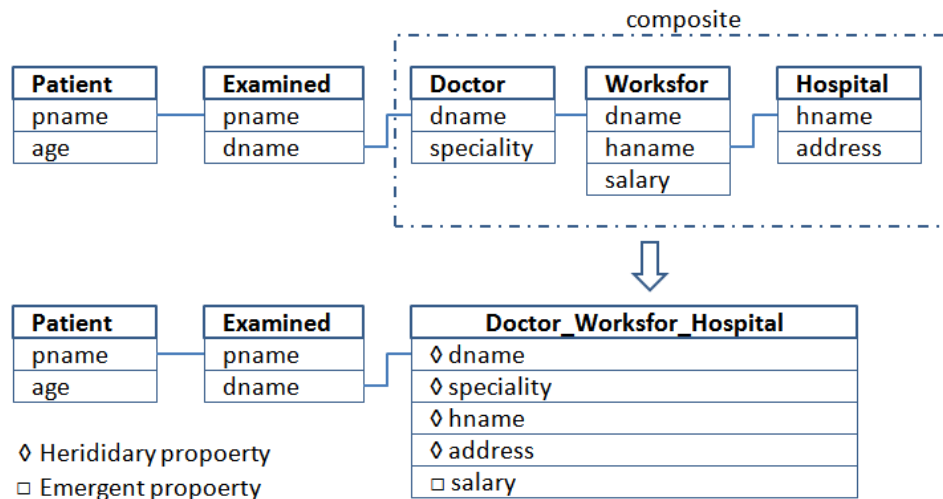 composite
Patient Examined Doctor Worksfor Hospital
pname pname dname dname hname
age dname speciality haname address
salary
Patient Examined Doctor_Worksfor_Hospital
pname pname ◊ dname
age dname ◊ speciality
◊ hname
◊ Herididary propoerty ◊ address
□ Emergent propoerty □ salary